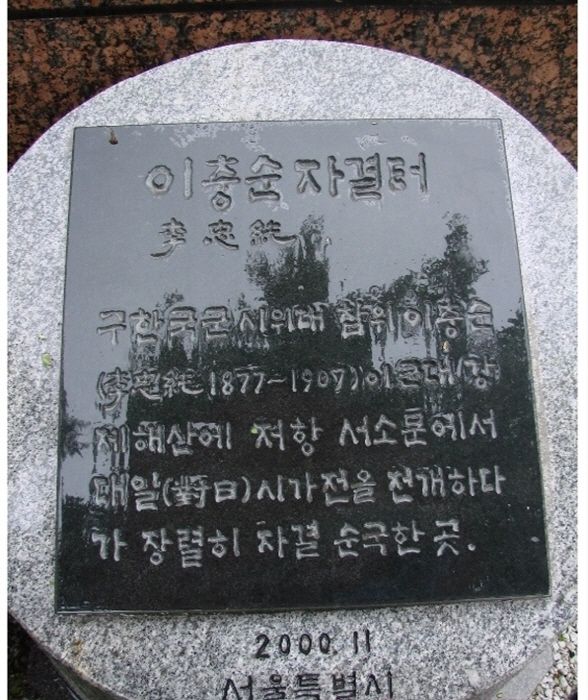 이충순자결터
李忠純
구한국군시위대 참위 이충순
(李忠純 1877~1907)이 군대 강
제해산에 저항 서소문에서
대일(對日)시가전을 전개하다
가 장렬히 자결 순국한 곳.
2000.11
서울특별시